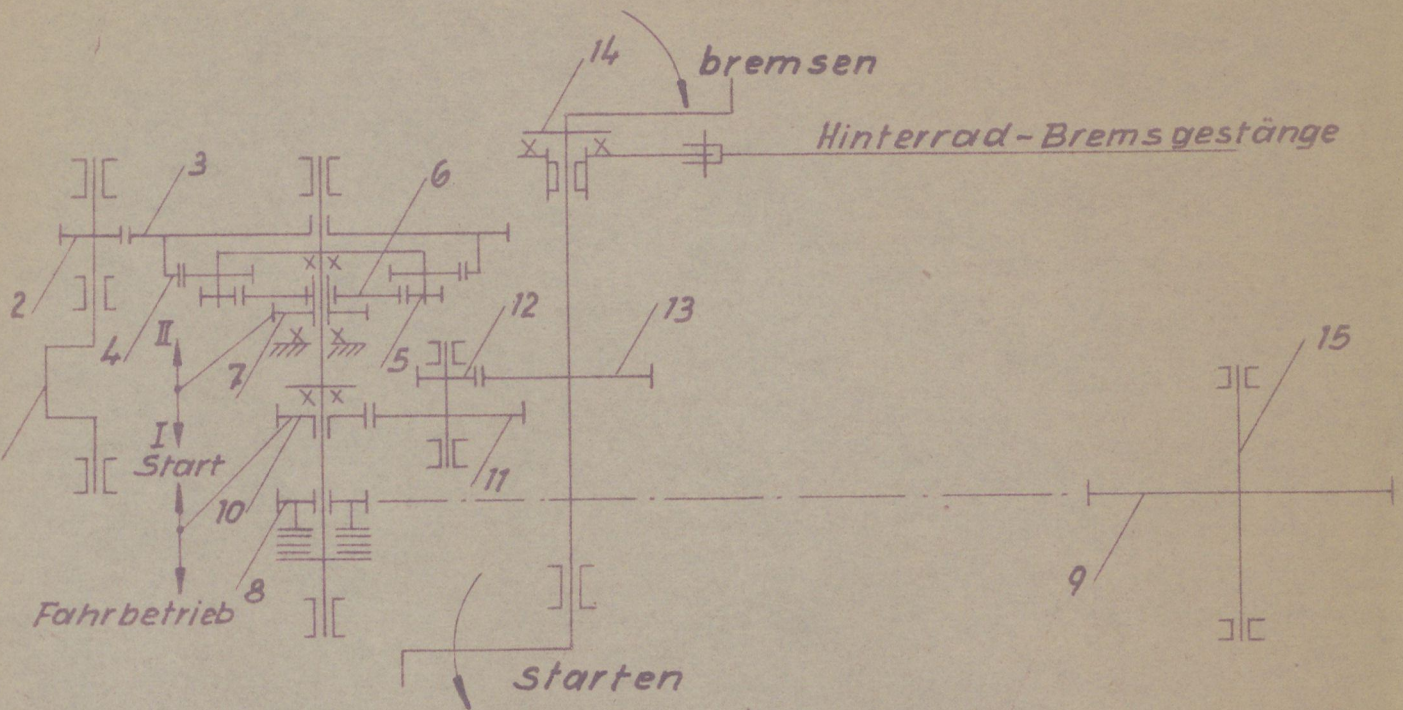 14
bremsen
Hinterrad-Bremsgestänge
3
6
2
4
II
7
5
12
13
15
I
Start
10
11
8
9
Fahrbetrieb
starten